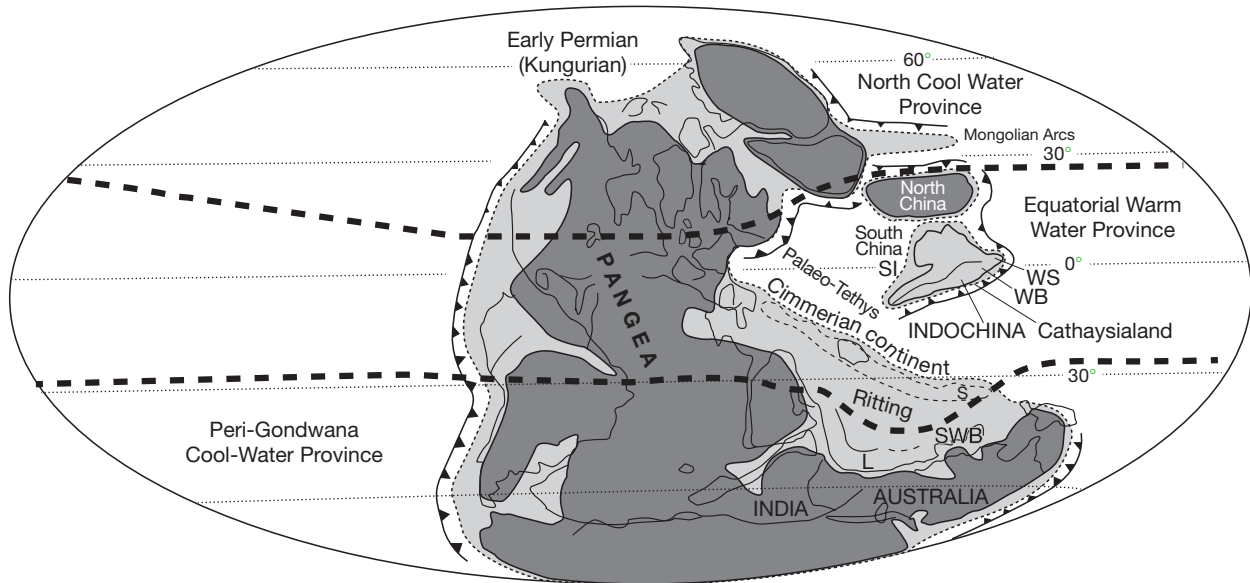 Early Permian
(Kungurian)
60°
North Cool Water
Province
Mongolian Arcs
30°
North
China
Equatorial Warm
Water Province
South
China
SI
0°
WS
WB
Palaeo-Tethys
Cimmerian continent
INDOCHINA
Cathaysialand
PANGEA
30°
S
Ritting
SWB
L
Peri-Gondwana
Cool-Water Province
INDIA
AUSTRALIA